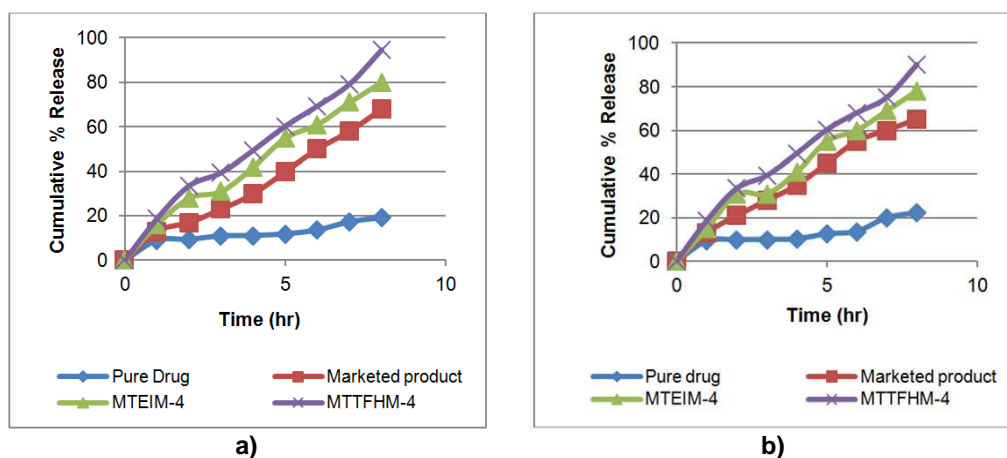 100
80
60
40
20
0
Cumulative % Release
0 5 10
Time (hr)
Pure Drug Marketed product
MTEIM-4 MTTFHM-4
a)
100
80
60
40
20
0
Cumulative % Release
0 5 10
Time (hr)
Pure drug Marketed product
MTEIM-4 MTTFHM-4
b)